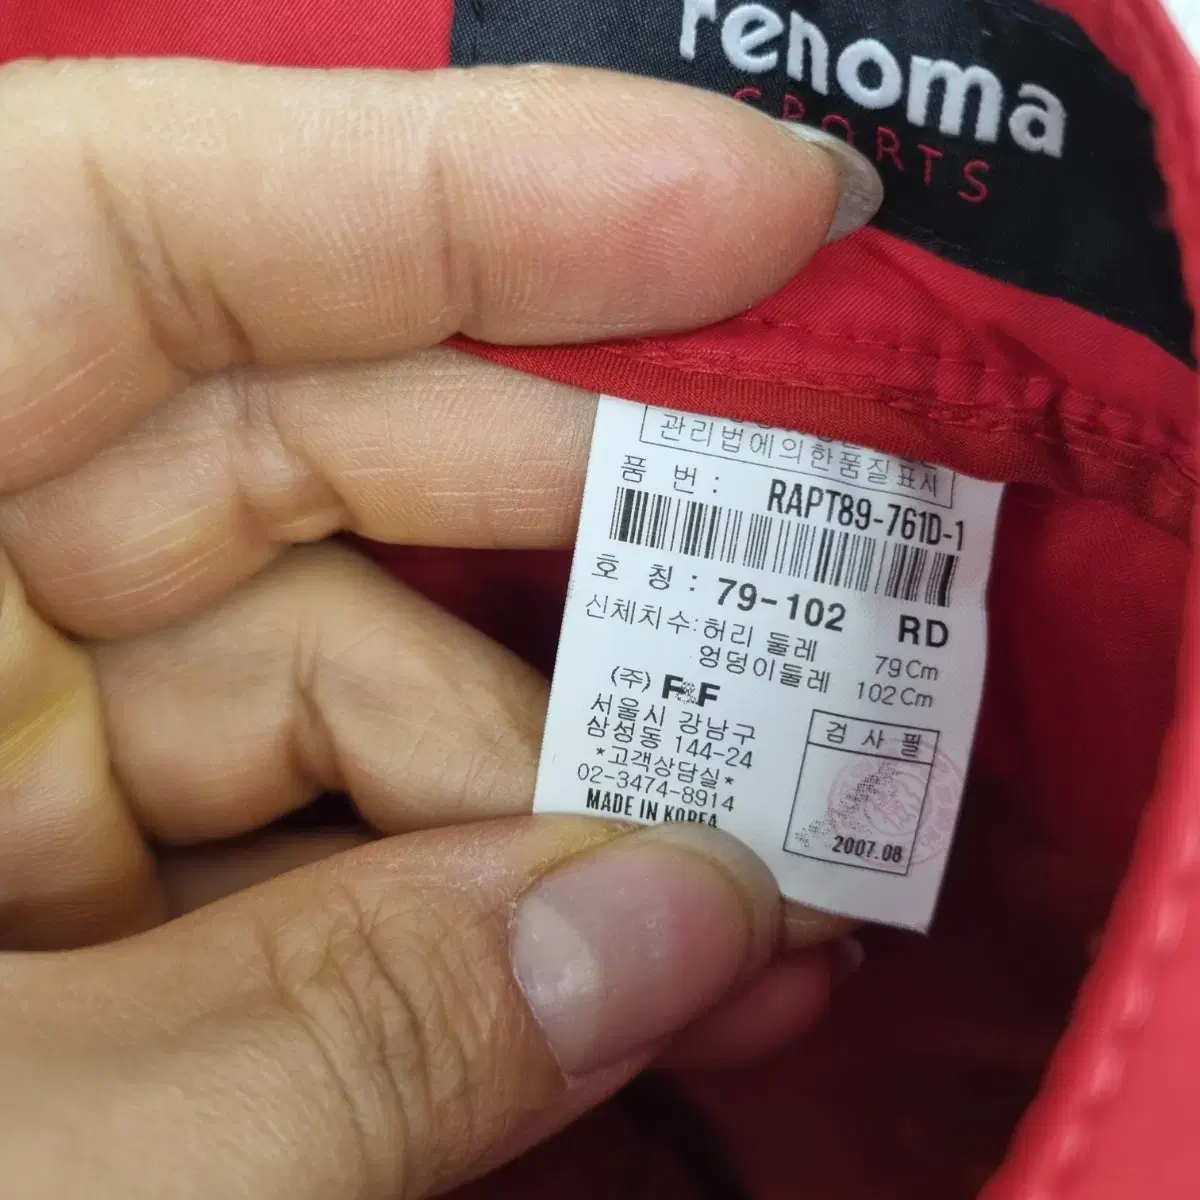 renoma
SPORTS
관리법에의한품질표시
품 번 : RAPT89-761D-1
호 칭 : 79-102 RD
신체치수:허리 둘레 79Cm
엉덩이둘레 102Cm
(주) F&F
서울시 강남구
삼성동 144-24
*고객상담실*
02-3474-8914
MADE IN KOREA
검 사 필
2007.08